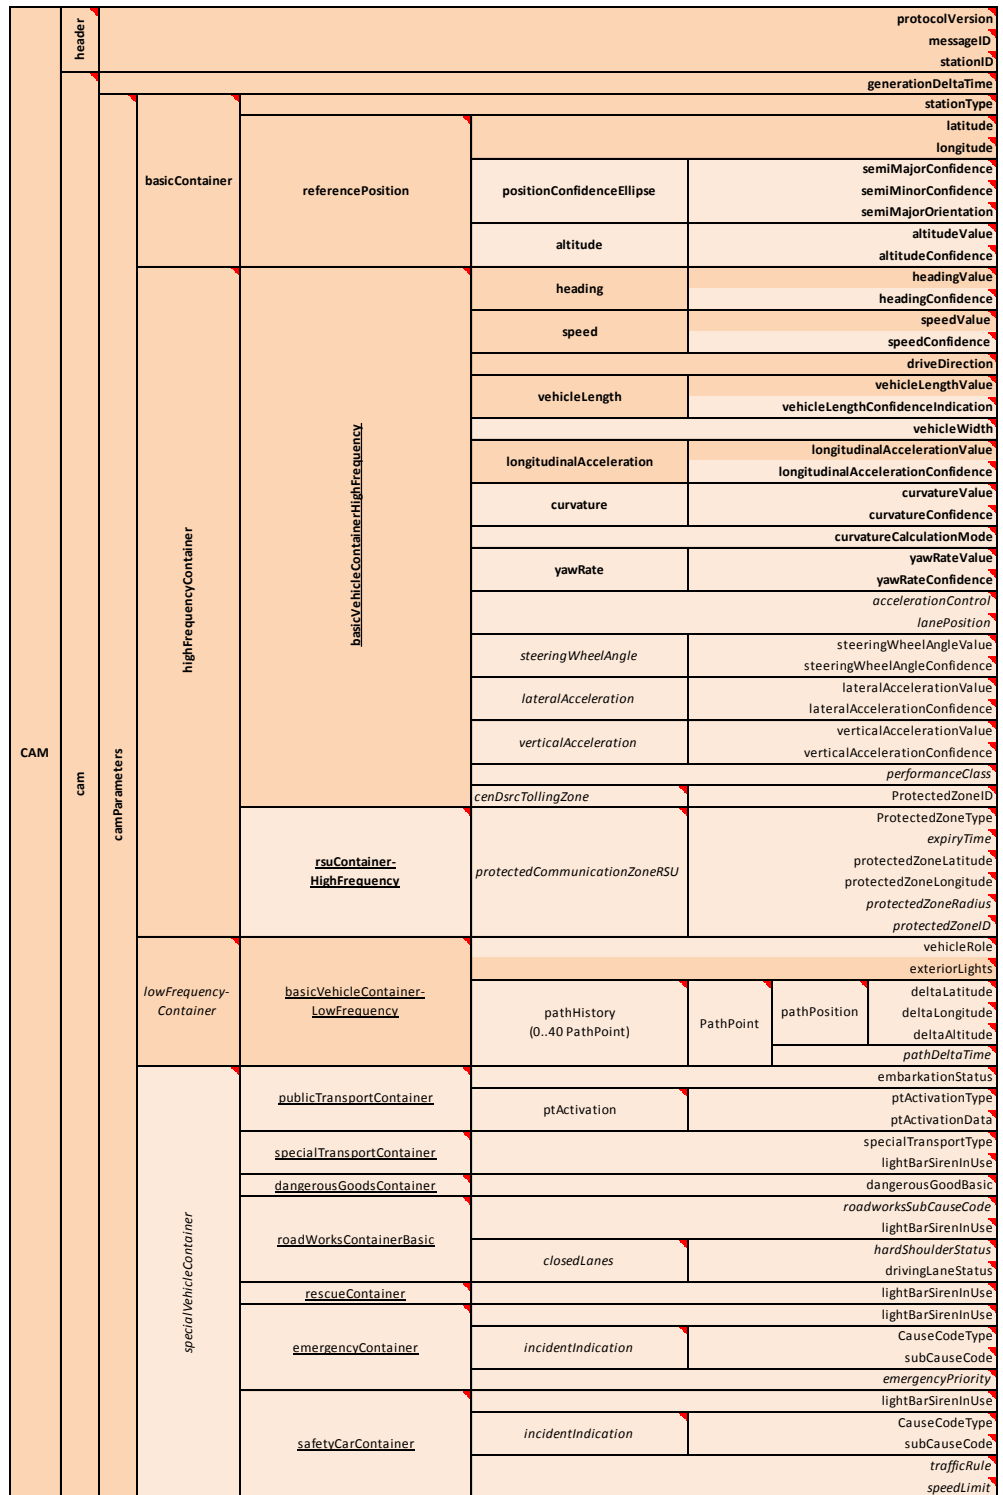 CAM
header
protocolVersion
messageID
stationID
cam
generationDeltaTime
camParameters
basicContainer
stationType
referencePosition
latitude
longitude
positionConfidenceEllipse
semiMajorConfidence
semiMinorConfidence
semiMajorOrientation
altitude
altitudeValue
altitudeConfidence
highFrequencyContainer
basicVehicleContainerHighFrequency
heading
headingValue
headingConfidence
speed
speedValue
speedConfidence
driveDirection
vehicleLength
vehicleLengthValue
vehicleLengthConfidenceIndication
vehicleWidth
longitudinalAcceleration
longitudinalAccelerationValue
longitudinalAccelerationConfidence
curvature
curvatureValue
curvatureConfidence
curvatureCalculationMode
yawRate
yawRateValue
yawRateConfidence
accelerationControl
lanePosition
steeringWheelAngle
steeringWheelAngleValue
steeringWheelAngleConfidence
lateralAcceleration
lateralAccelerationValue
lateralAccelerationConfidence
verticalAcceleration
verticalAccelerationValue
verticalAccelerationConfidence
performanceClass
cenDsrcTollingZone
ProtectedZoneID
rsuContainer-
HighFrequency
protectedCommunicationZoneRSU
ProtectedZoneType
expiryTime
protectedZoneLatitude
protectedZoneLongitude
protectedZoneRadius
protectedZoneID
lowFrequency-
Container
basicVehicleContainer-
LowFrequency
vehicleRole
exteriorLights
pathHistory
(0..40 PathPoint)
PathPoint
pathPosition
deltaLatitude
deltaLongitude
deltaAltitude
pathDeltaTime
specialVehicleContainer
publicTransportContainer
embarkationStatus
ptActivation
ptActivationType
ptActivationData
specialTransportContainer
specialTransportType
lightBarSirenInUse
dangerousGoodsContainer
dangerousGoodBasic
roadWorksContainerBasic
roadworksSubCauseCode
lightBarSirenInUse
closedLanes
hardShoulderStatus
drivingLaneStatus
rescueContainer
lightBarSirenInUse
emergencyContainer
lightBarSirenInUse
incidentIndication
CauseCodeType
subCauseCode
emergencyPriority
safetyCarContainer
lightBarSirenInUse
incidentIndication
CauseCodeType
subCauseCode
trafficRule
speedLimit